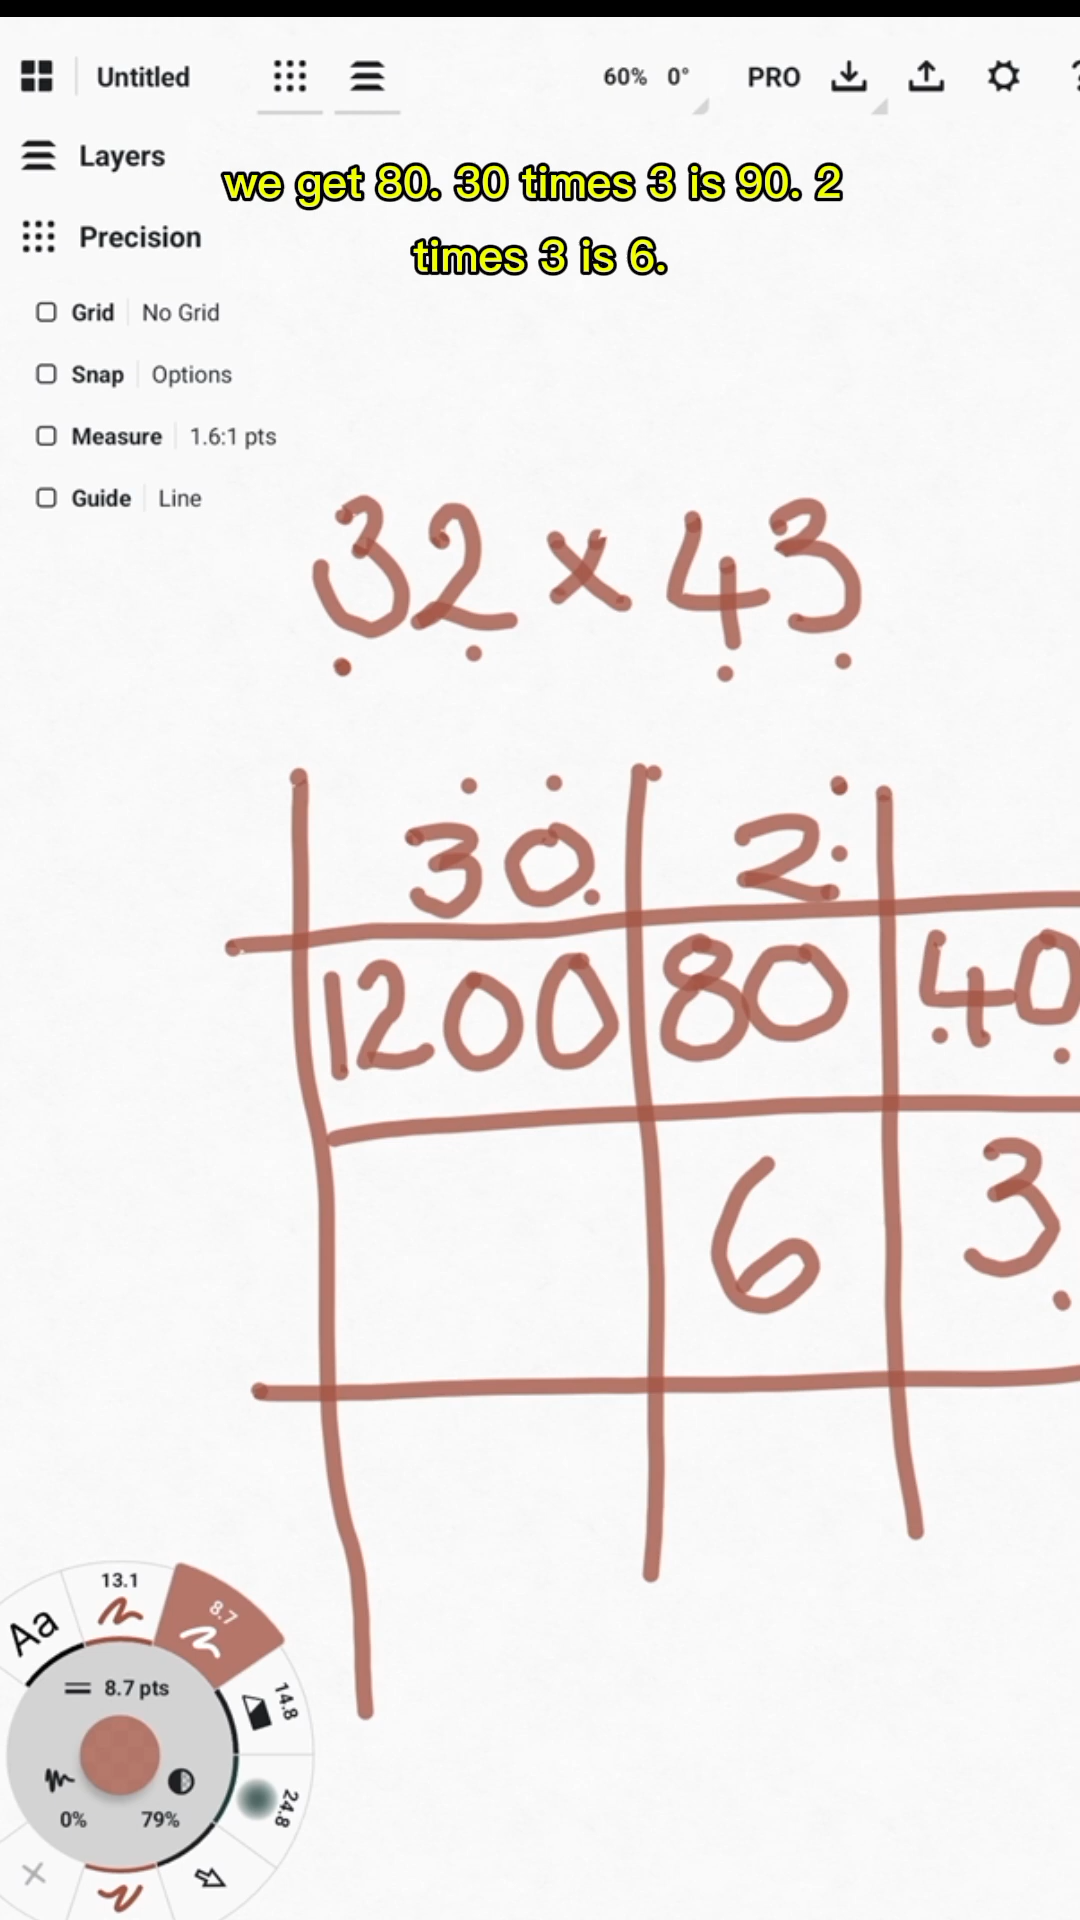 Untitled 60% 0° PRO
Layers
we get 80. 30 times 3 is 90. 2
times 3 is 6.
Precision
Grid No Grid
Snap Options
Measure 1.6:1 pts
Guide Line
32 × 43
30 2
1200 80 40
6 3
13.1
8.7
Aa
14.8
8.7 pts
24.8
0% 79%